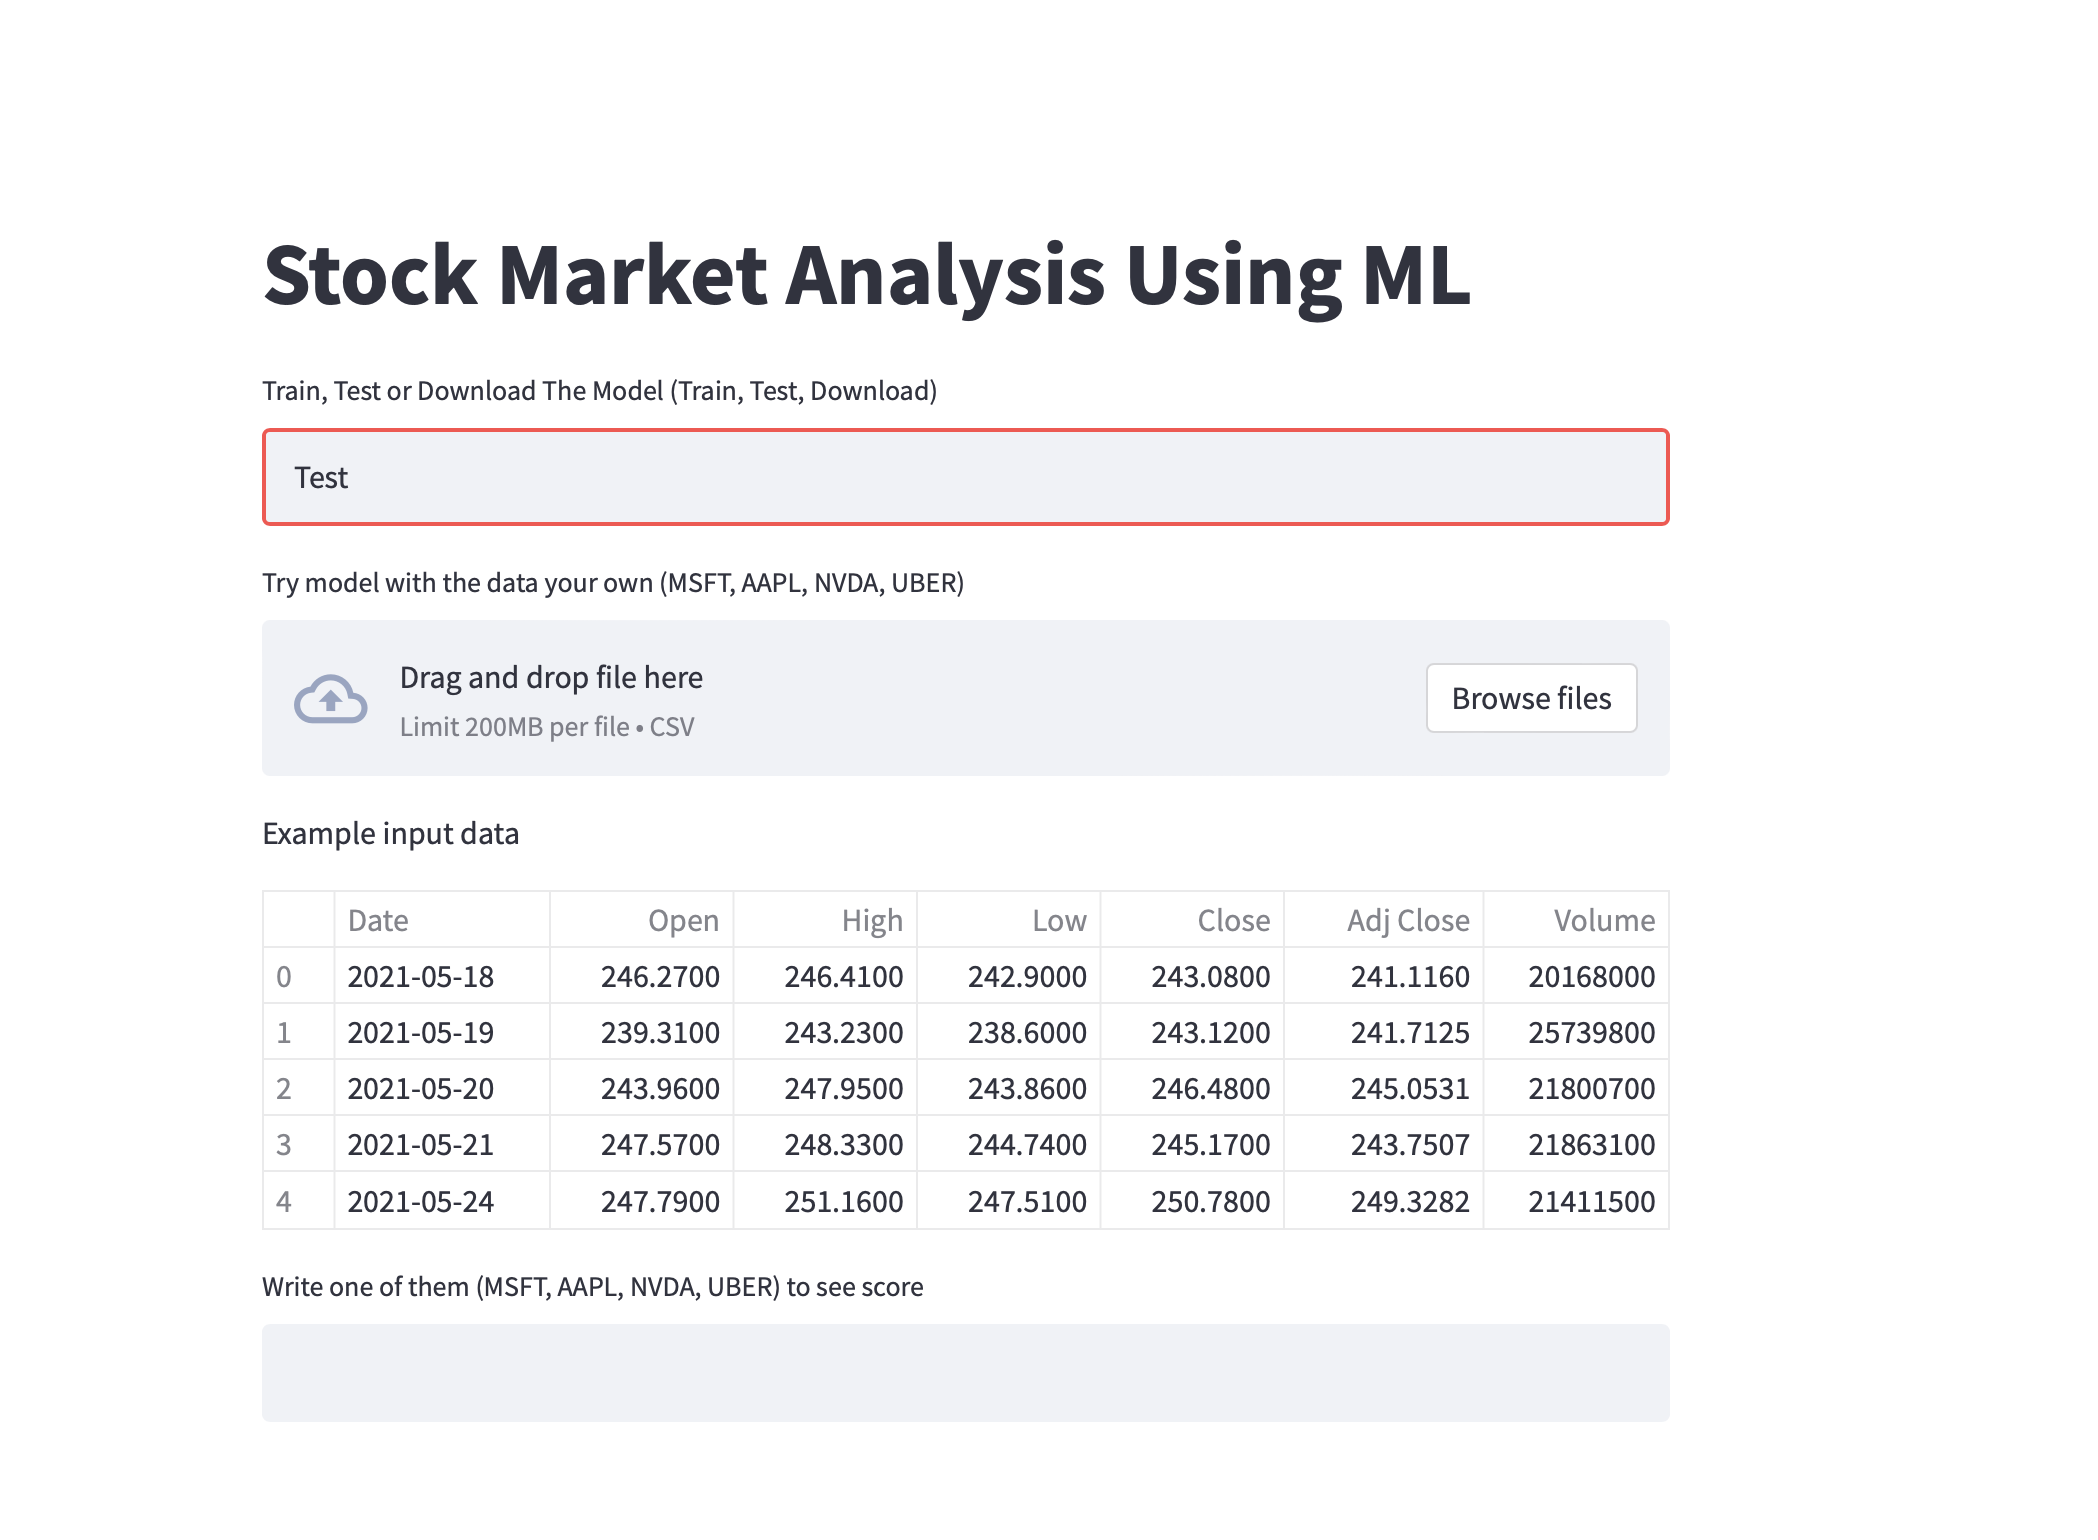 Stock Market Analysis Using ML
Train, Test or Download The Model (Train, Test, Download)
Test
Try model with the data your own (MSFT, AAPL, NVDA, UBER)
Drag and drop file here
Limit 200MB per file • CSV
Browse files
Example input data
Date Open High Low Close Adj Close Volume
0 2021-05-18 246.2700 246.4100 242.9000 243.0800 241.1160 20168000
1 2021-05-19 239.3100 243.2300 238.6000 243.1200 241.7125 25739800
2 2021-05-20 243.9600 247.9500 243.8600 246.4800 245.0531 21800700
3 2021-05-21 247.5700 248.3300 244.7400 245.1700 243.7507 21863100
4 2021-05-24 247.7900 251.1600 247.5100 250.7800 249.3282 21411500
Write one of them (MSFT, AAPL, NVDA, UBER) to see score